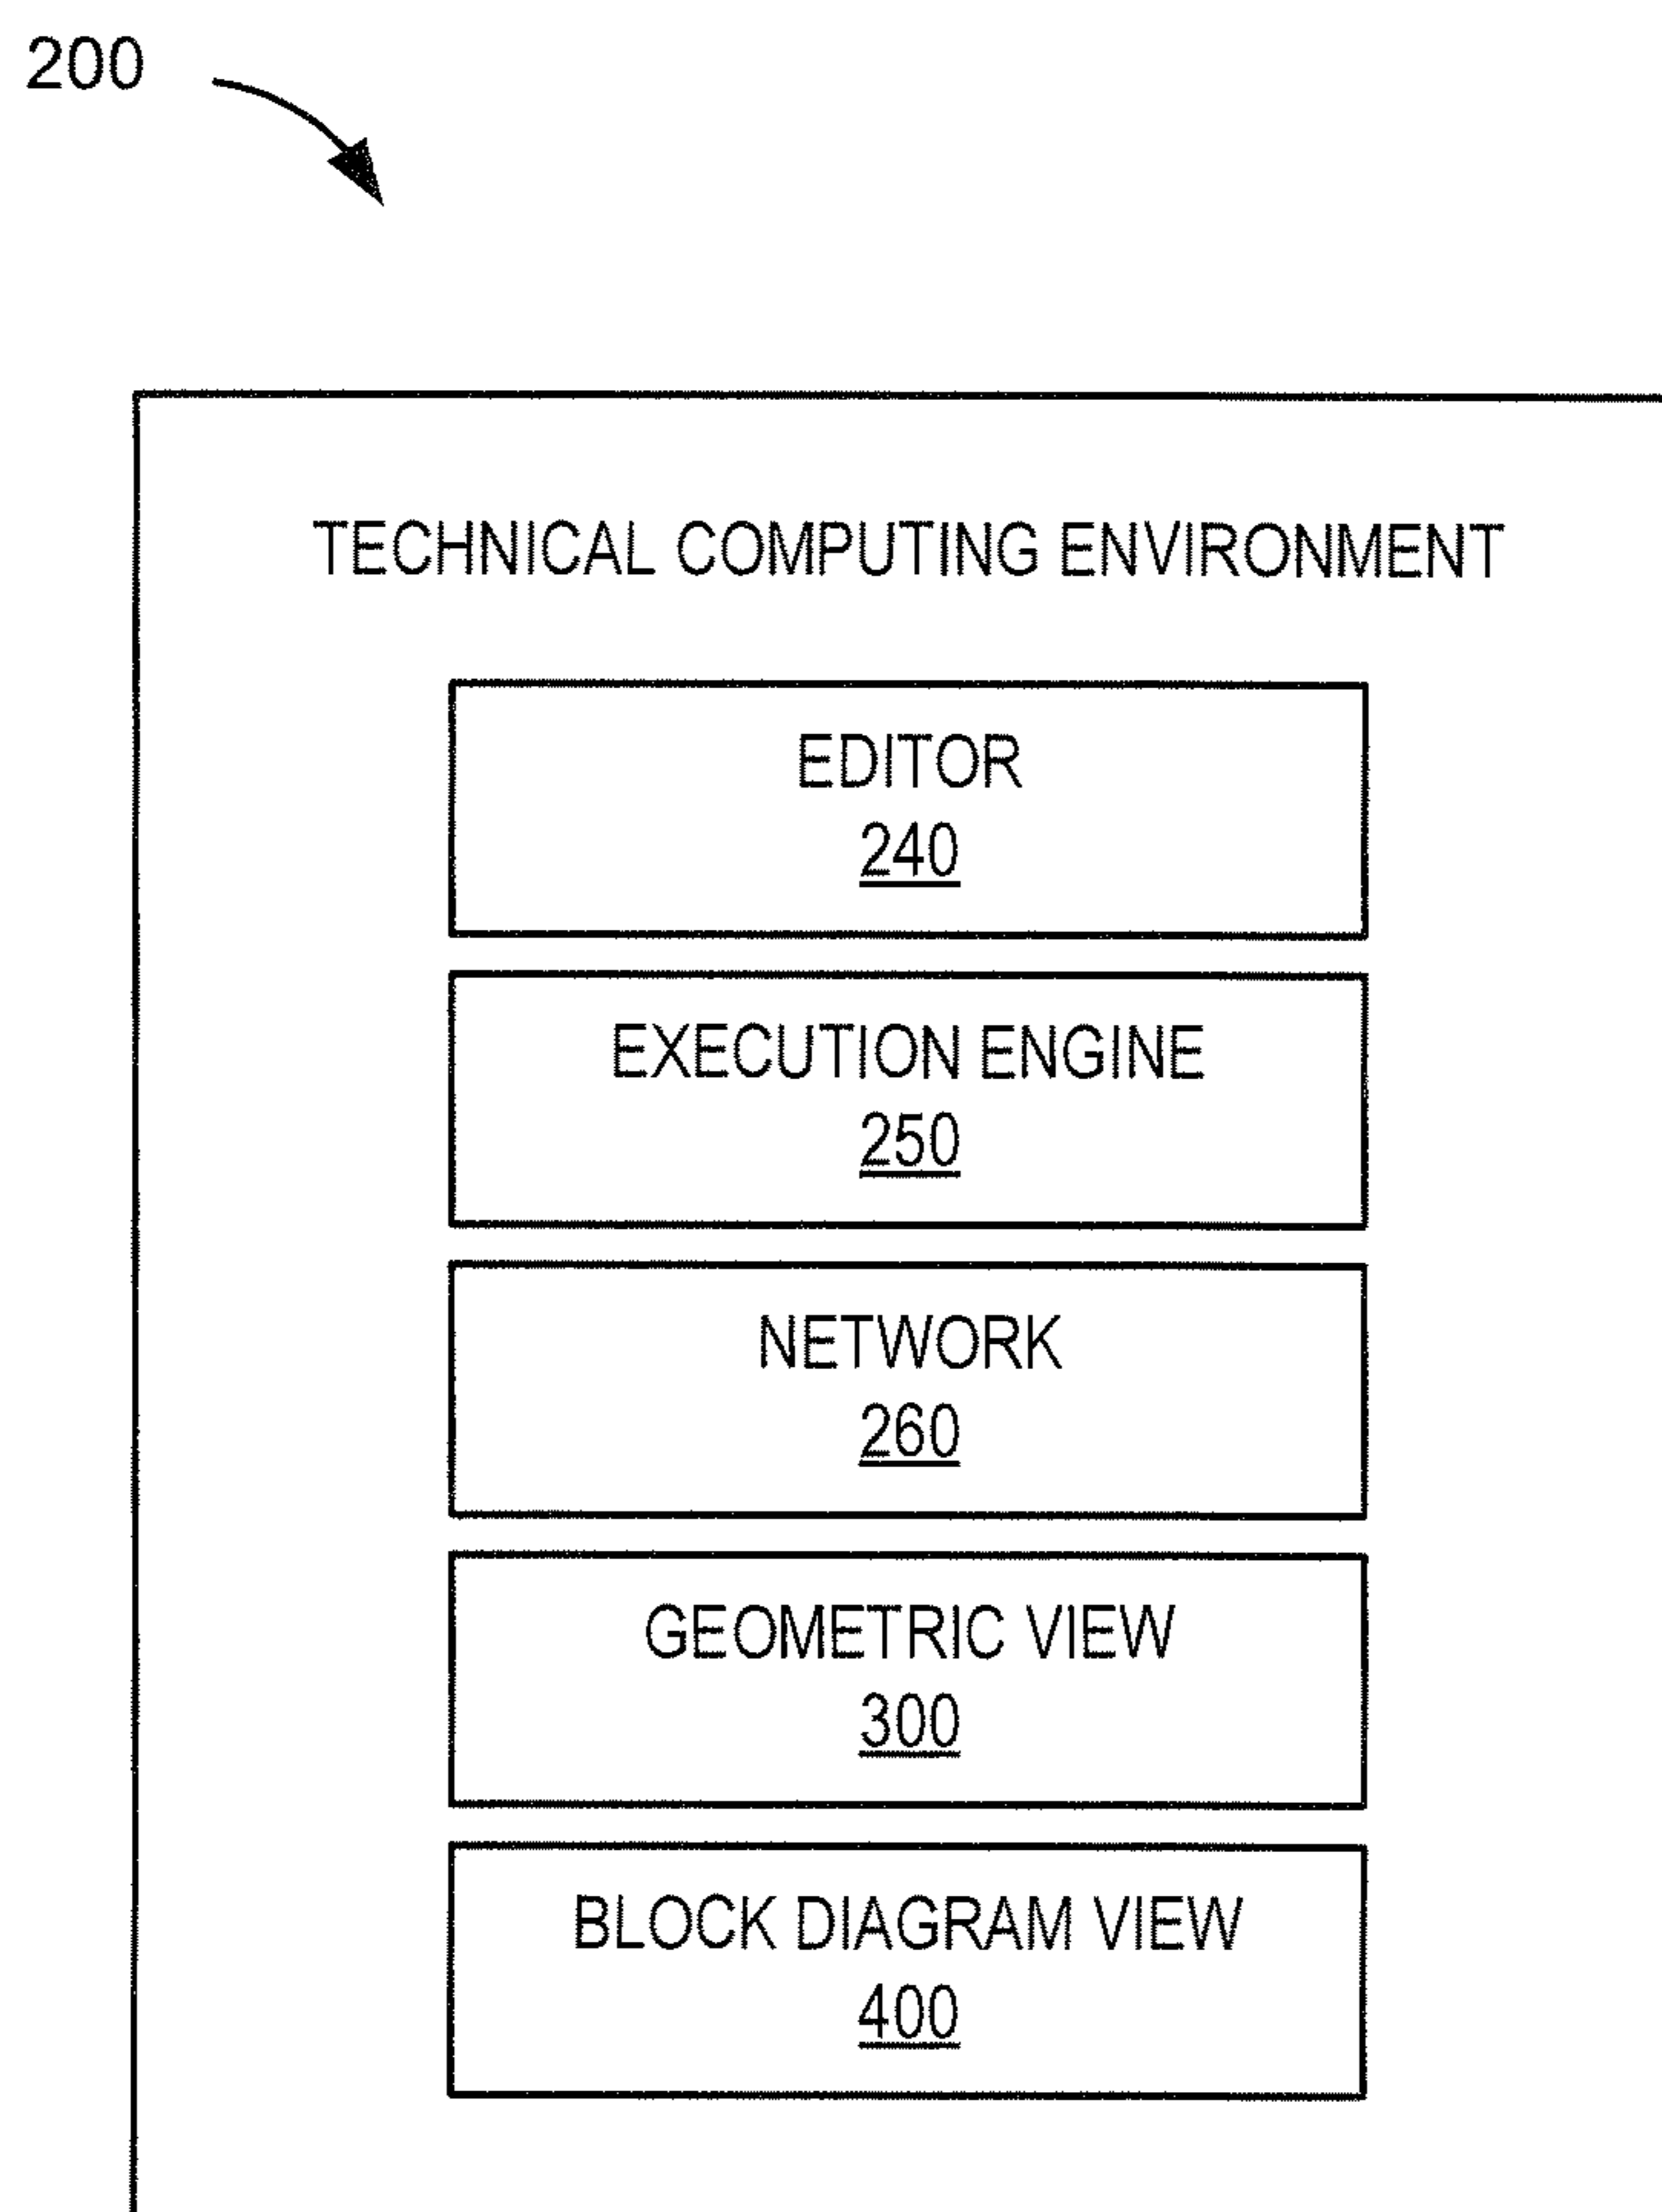 200
TECHNICAL COMPUTING ENVIRONMENT
EDITOR
240
EXECUTION ENGINE
250
NETWORK
260
GEOMETRIC VIEW
300
BLOCK DIAGRAM VIEW
400